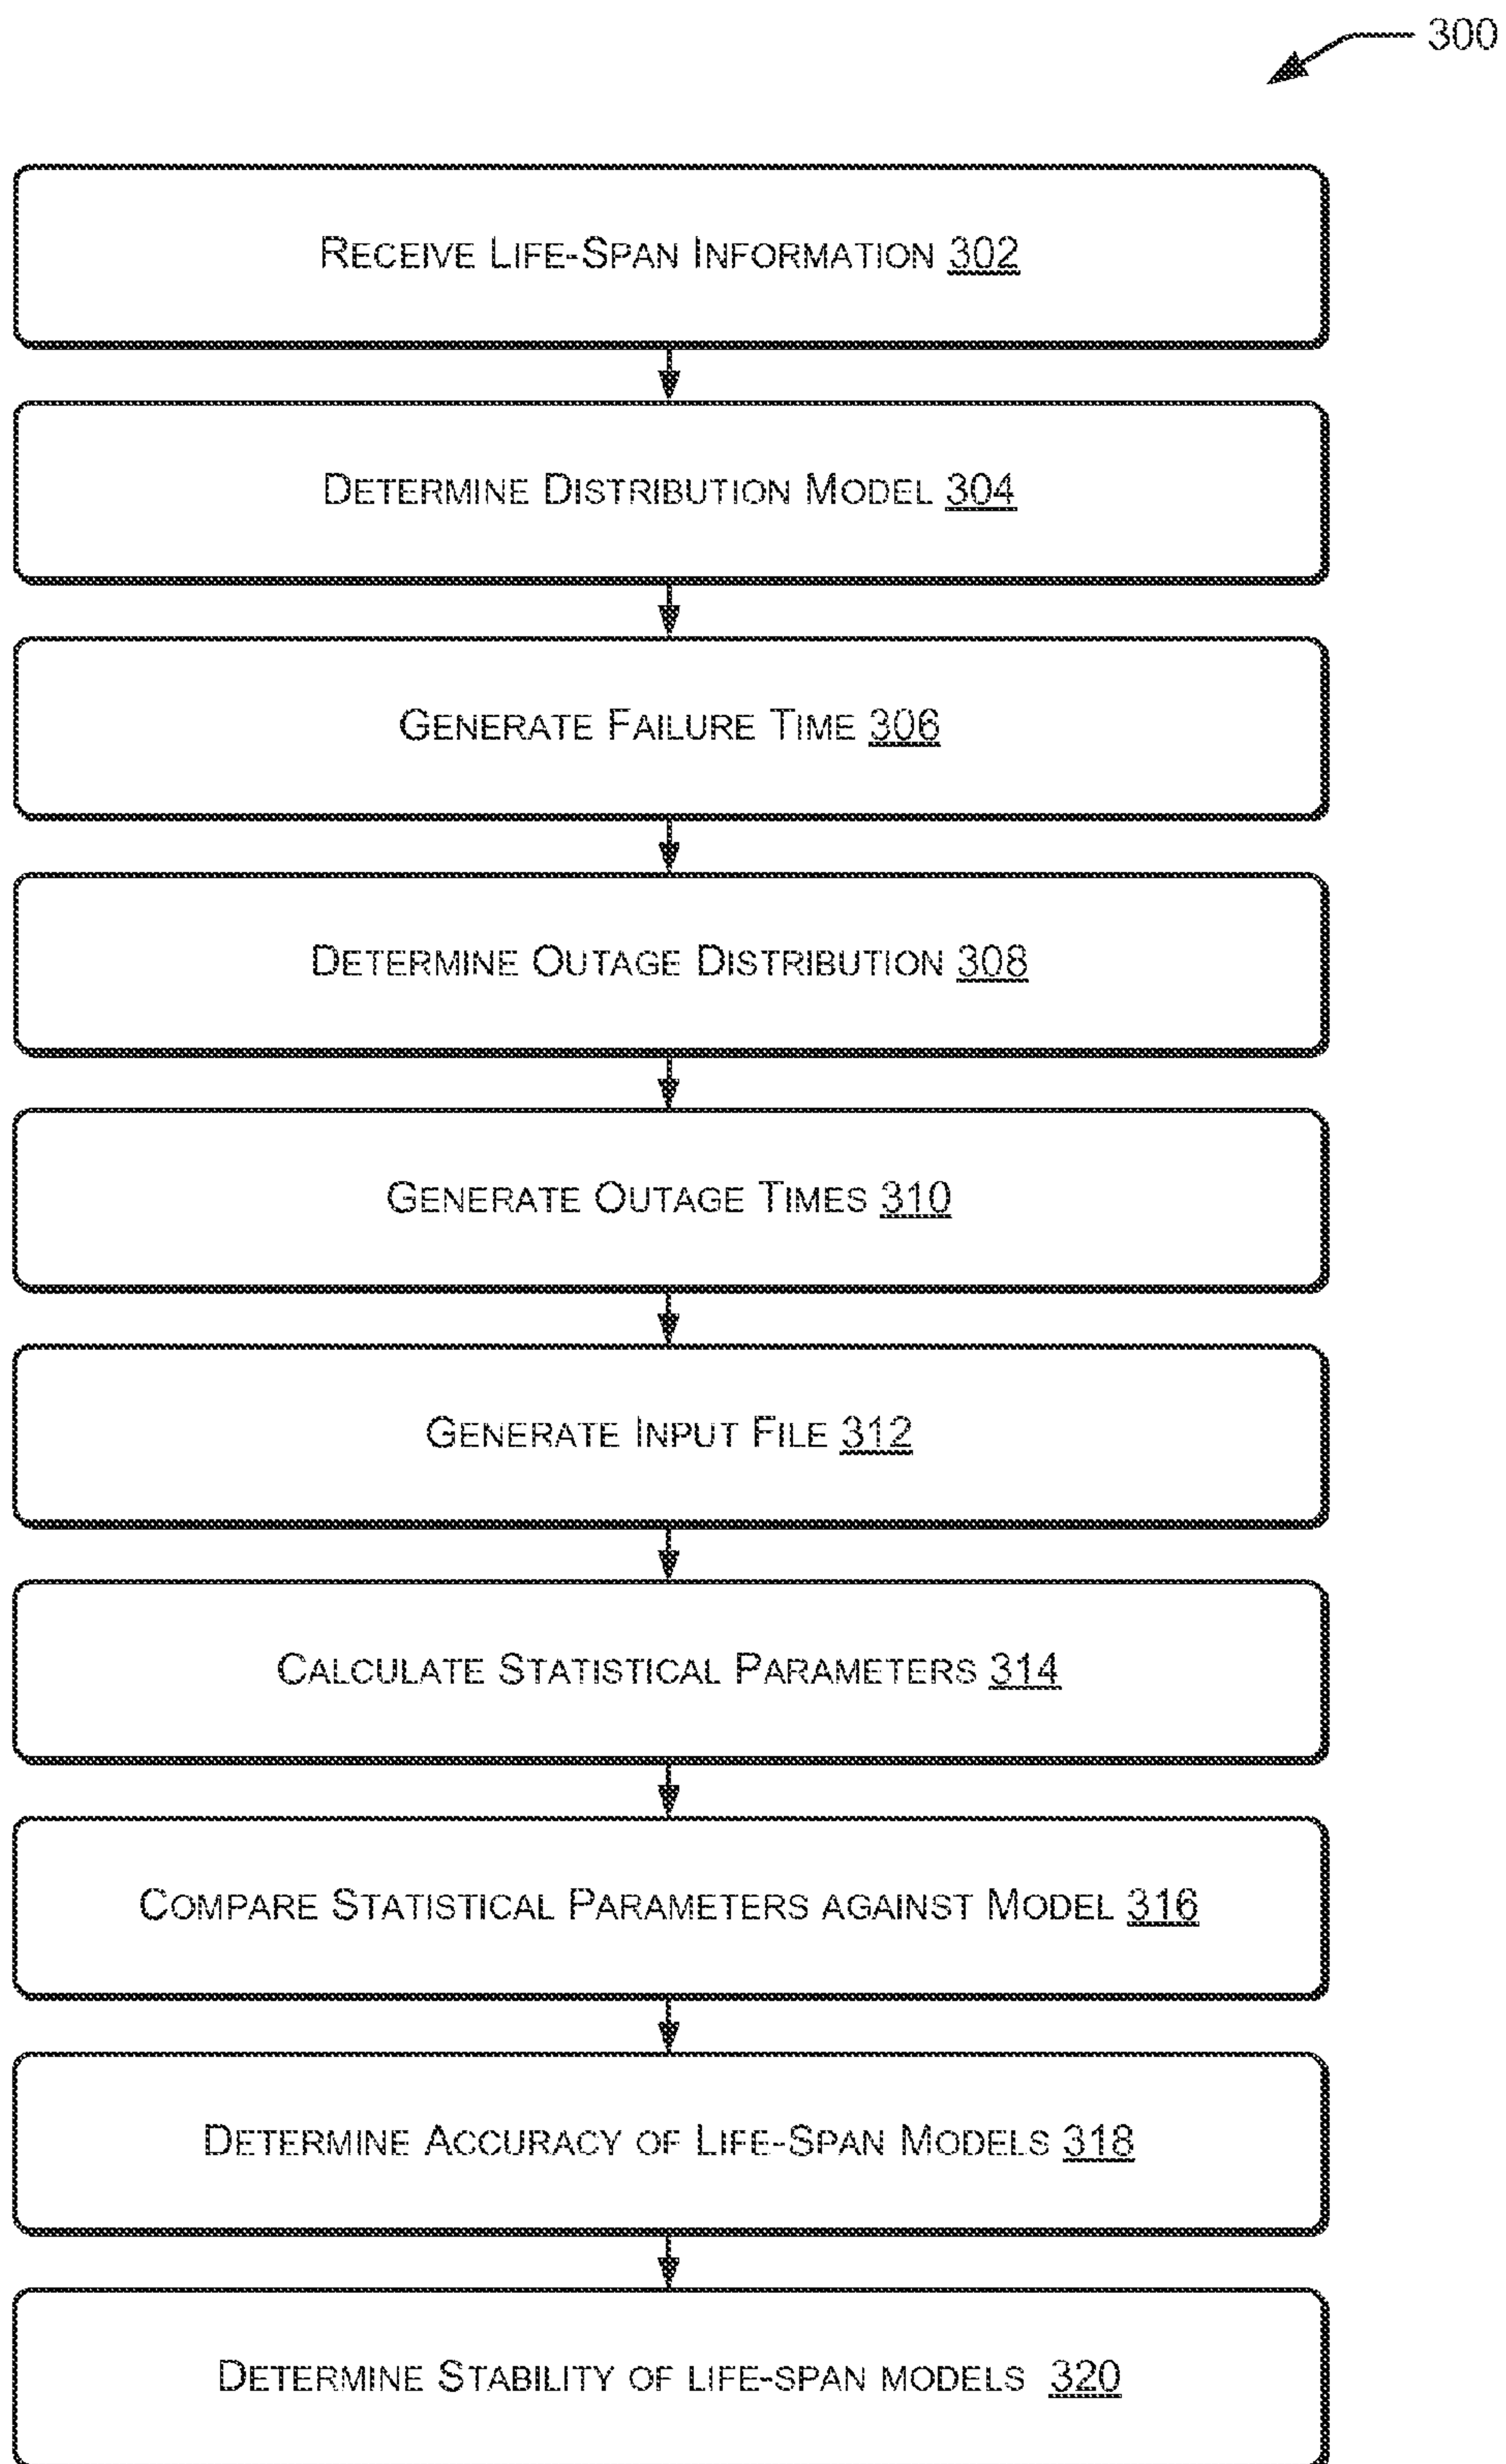 300
Receive Life-Span Information 302
Determine Distribution Model 304
Generate Failure Time 306
Determine Outage Distribution 308
Generate Outage Times 310
Generate Input File 312
Calculate Statistical Parameters 314
Compare Statistical Parameters against Model 316
Determine Accuracy of Life-Span Models 318
Determine Stability of life-span models 320